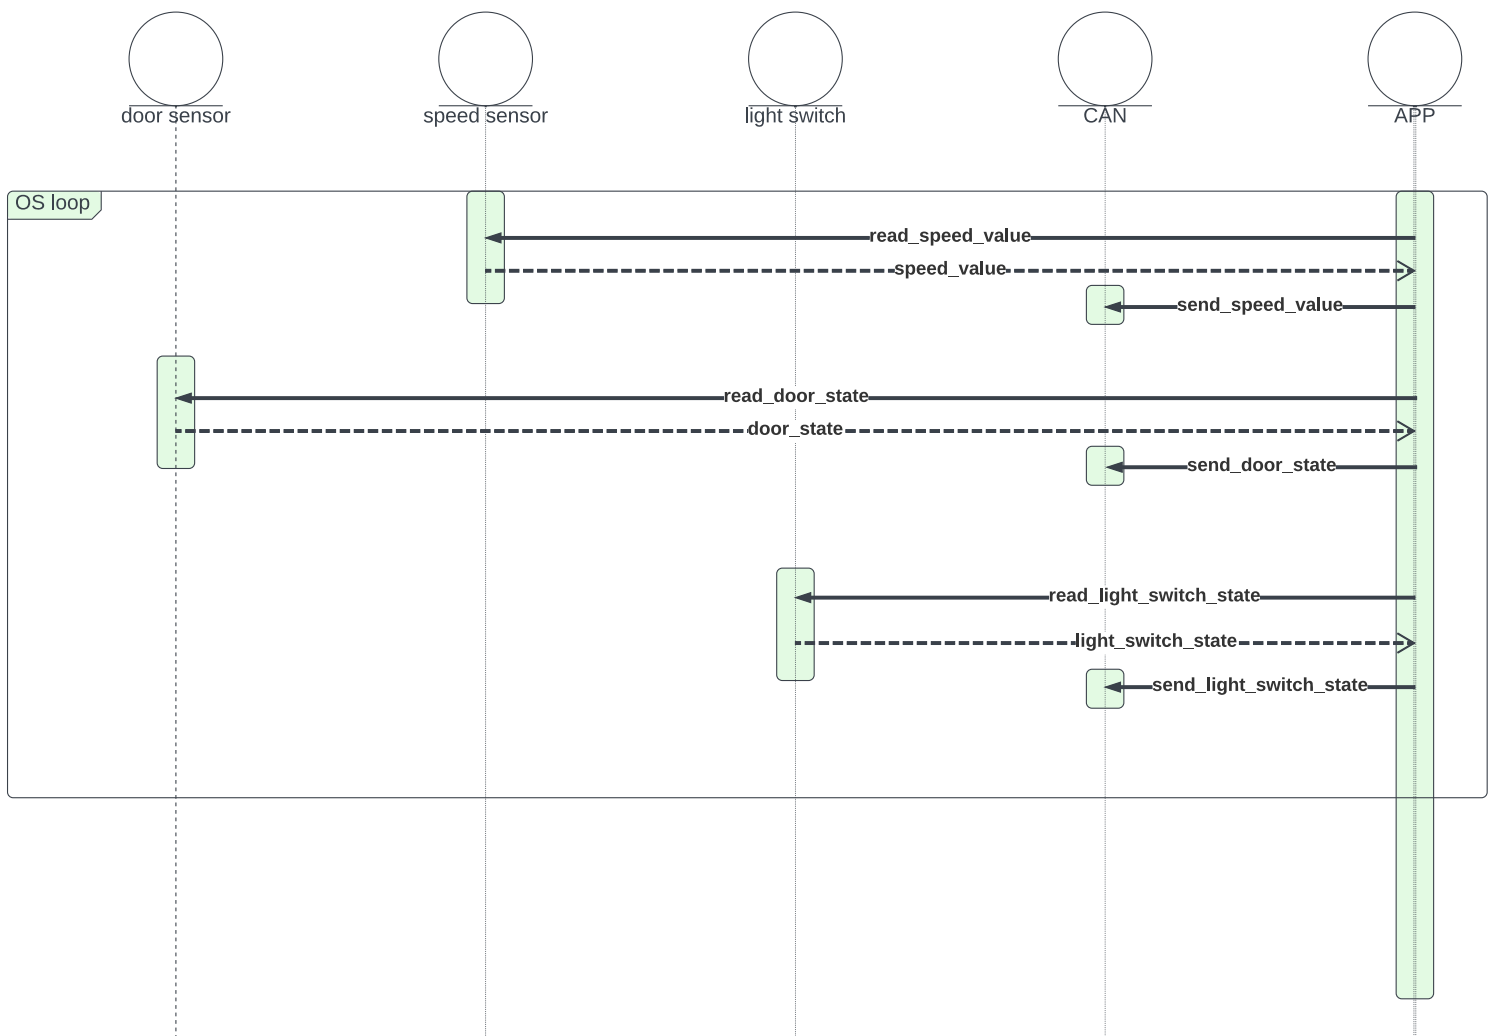 door sensor
speed sensor
light switch
CAN
APP
OS loop
read_speed_value
speed_value
send_speed_value
read_door_state
door_state
send_door_state
read_light_switch_state
light_switch_state
send_light_switch_state